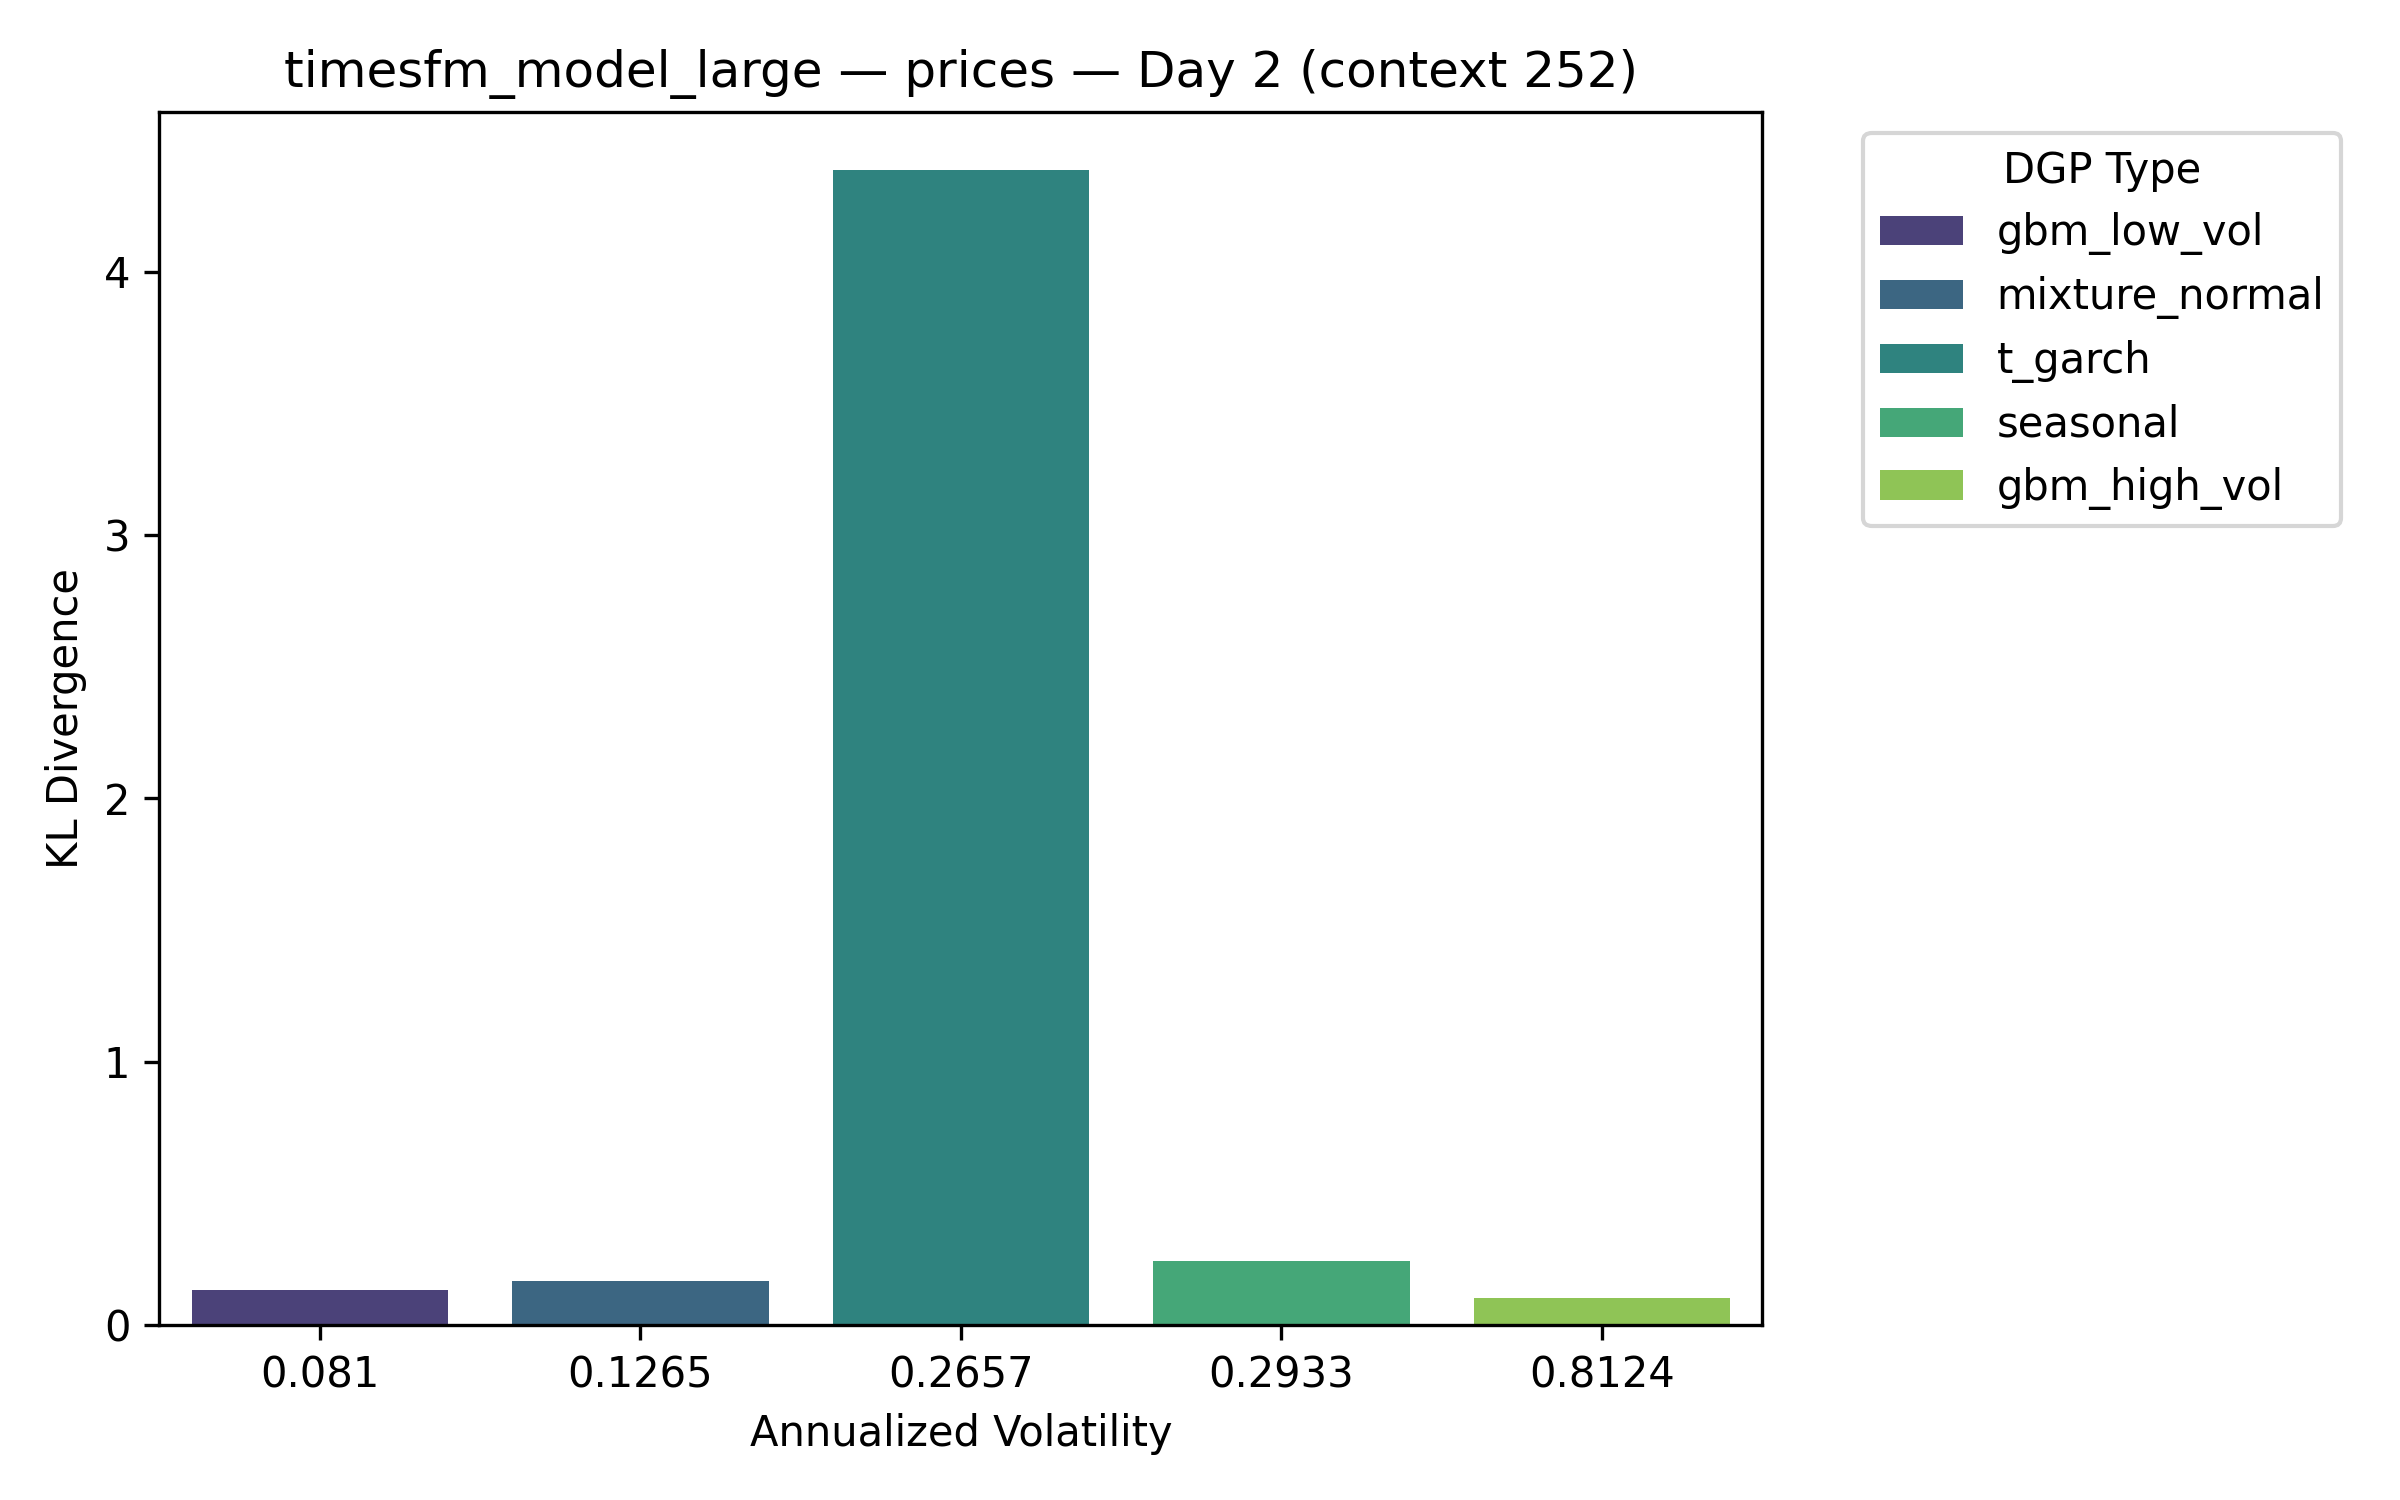 timesfm_model_large — prices — Day 2 (context 252)
DGP Type
gbm_low_vol
mixture_normal
t_garch
seasonal
gbm_high_vol
KL Divergence
4
3
2
1
0
0.081 0.1265 0.2657 0.2933 0.8124
Annualized Volatility